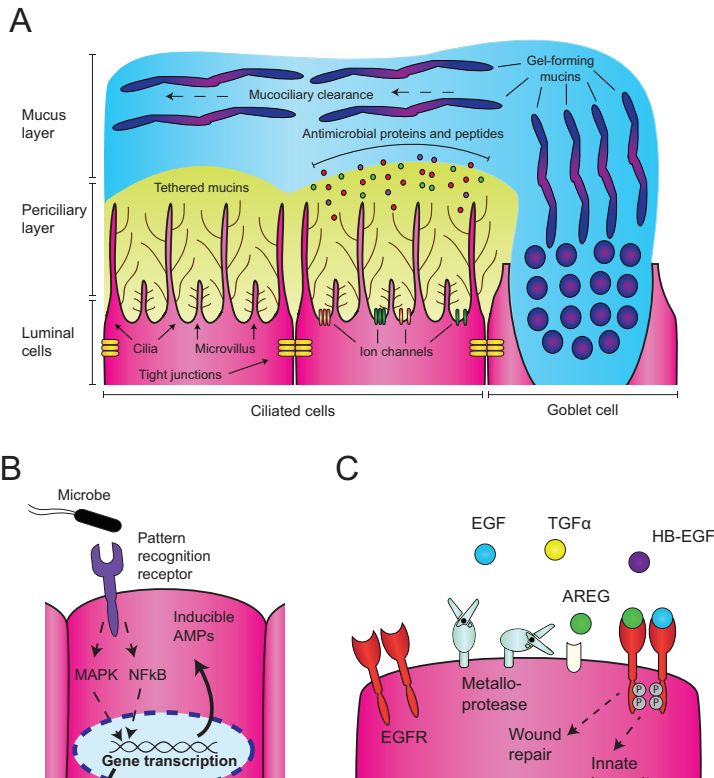 A
Mucus
layer
Periciliary
layer
Luminal
cells
Gel-forming
mucins
Mucociliary clearance
Antimicrobial proteins and peptides
Tethered mucins
Cilia
Microvillus
Ion channels
Tight junctions
Ciliated cells
Goblet cell
B
Microbe
Pattern
recognition
receptor
Inducible
AMPs
MAPK
NFkB
Gene transcription
C
EGF
TGFα
HB-EGF
AREG
Metallo-
protease
EGFR
P
P
P
P
Wound
repair
Innate